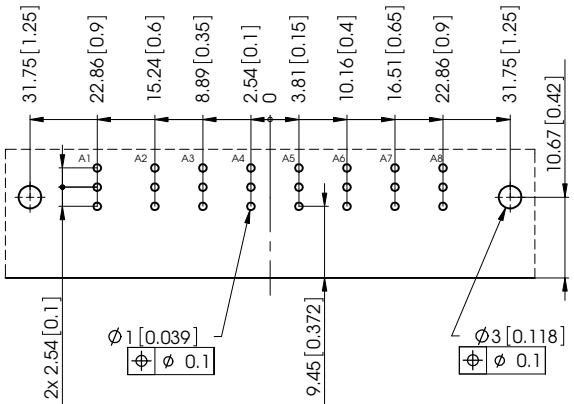 31.75 [1.25]
22.86 [0.9]
15.24 [0.6]
8.89 [0.35]
2.54 [0.1]
0
3.81 [0.15]
10.16 [0.4]
16.51 [0.65]
22.86 [0.9]
31.75 [1.25]
10.67 [0.42]
A1
A2
A3
A4
A5
A6
A7
A8
2x 2.54 [0.1]
⌀1 [0.039]
⌖ ⌀ 0.1
9.45 [0.372]
⌀3 [0.118]
⌖ ⌀ 0.1